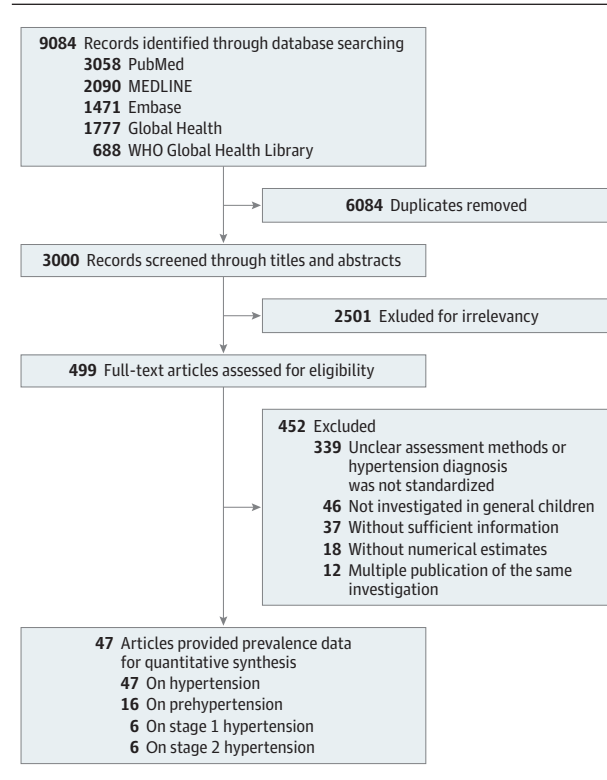 9084 Records identified through database searching
3058 PubMed
2090 MEDLINE
1471 Embase
1777 Global Health
688 WHO Global Health Library
6084 Duplicates removed
3000 Records screened through titles and abstracts
2501 Exluded for irrelevancy
499 Full-text articles assessed for eligibility
452 Excluded
339 Unclear assessment methods or
hypertension diagnosis
was not standardized
46 Not investigated in general children
37 Without sufficient information
18 Without numerical estimates
12 Multiple publication of the same
investigation
47 Articles provided prevalence data
for quantitative synthesis
47 On hypertension
16 On prehypertension
6 On stage 1 hypertension
6 On stage 2 hypertension